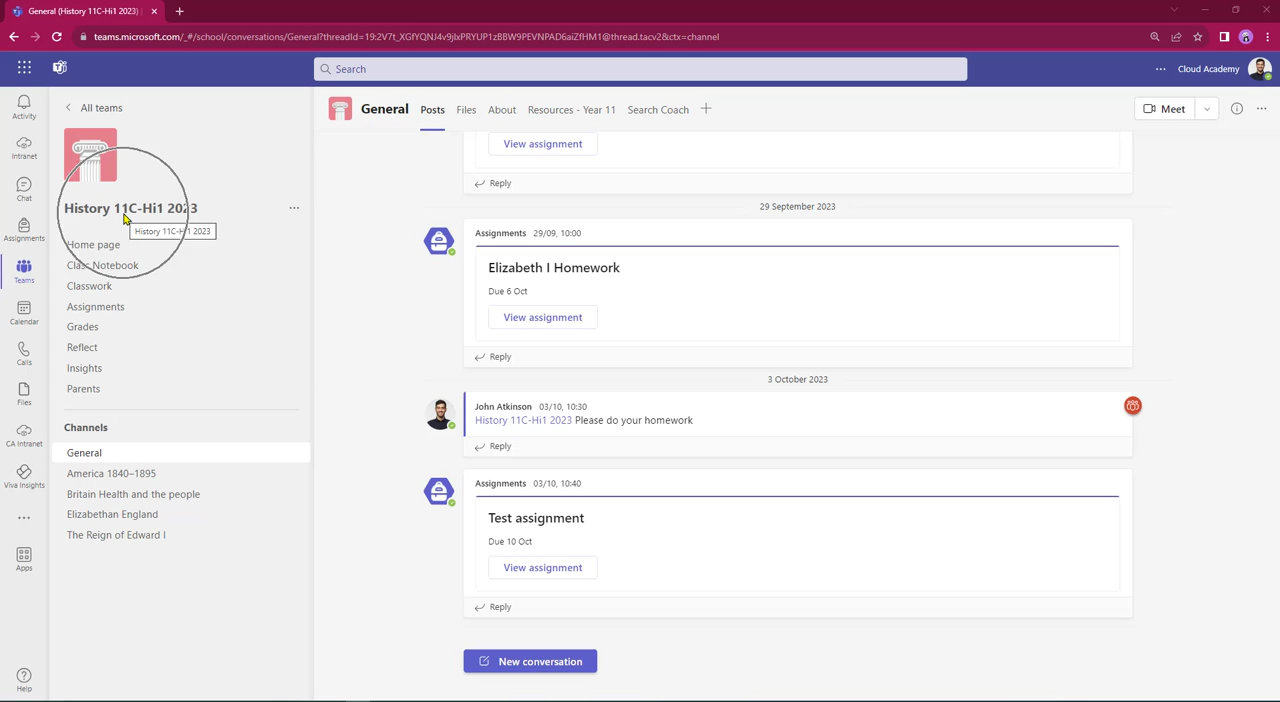 General (History 11C-Hi1 2023) |
teams.microsoft.com/_#/school/conversations/General?threadId=19:2V7t_XGfYQNJ4v9jlxPRYUP1zBBW9PEVNPAD6aiZfHM1@thread.tacv2&ctx=channel
Search
Cloud Academy
Activity
Intranet
Chat
Assignments
Teams
Calendar
Calls
Files
CA Intranet
Viva Insights
Apps
Help
All teams
History 11C-Hi1 2023
History 11C-Hi1 2023
Home page
Class Notebook
Classwork
Assignments
Grades
Reflect
Insights
Parents
Channels
General
America 1840–1895
Britain Health and the people
Elizabethan England
The Reign of Edward I
General Posts Files About Resources - Year 11 Search Coach
Meet
View assignment
Reply
29 September 2023
Assignments 29/09, 10:00
Elizabeth I Homework
Due 6 Oct
View assignment
Reply
3 October 2023
John Atkinson 03/10, 10:30
History 11C-Hi1 2023 Please do your homework
Reply
Assignments 03/10, 10:40
Test assignment
Due 10 Oct
View assignment
Reply
New conversation